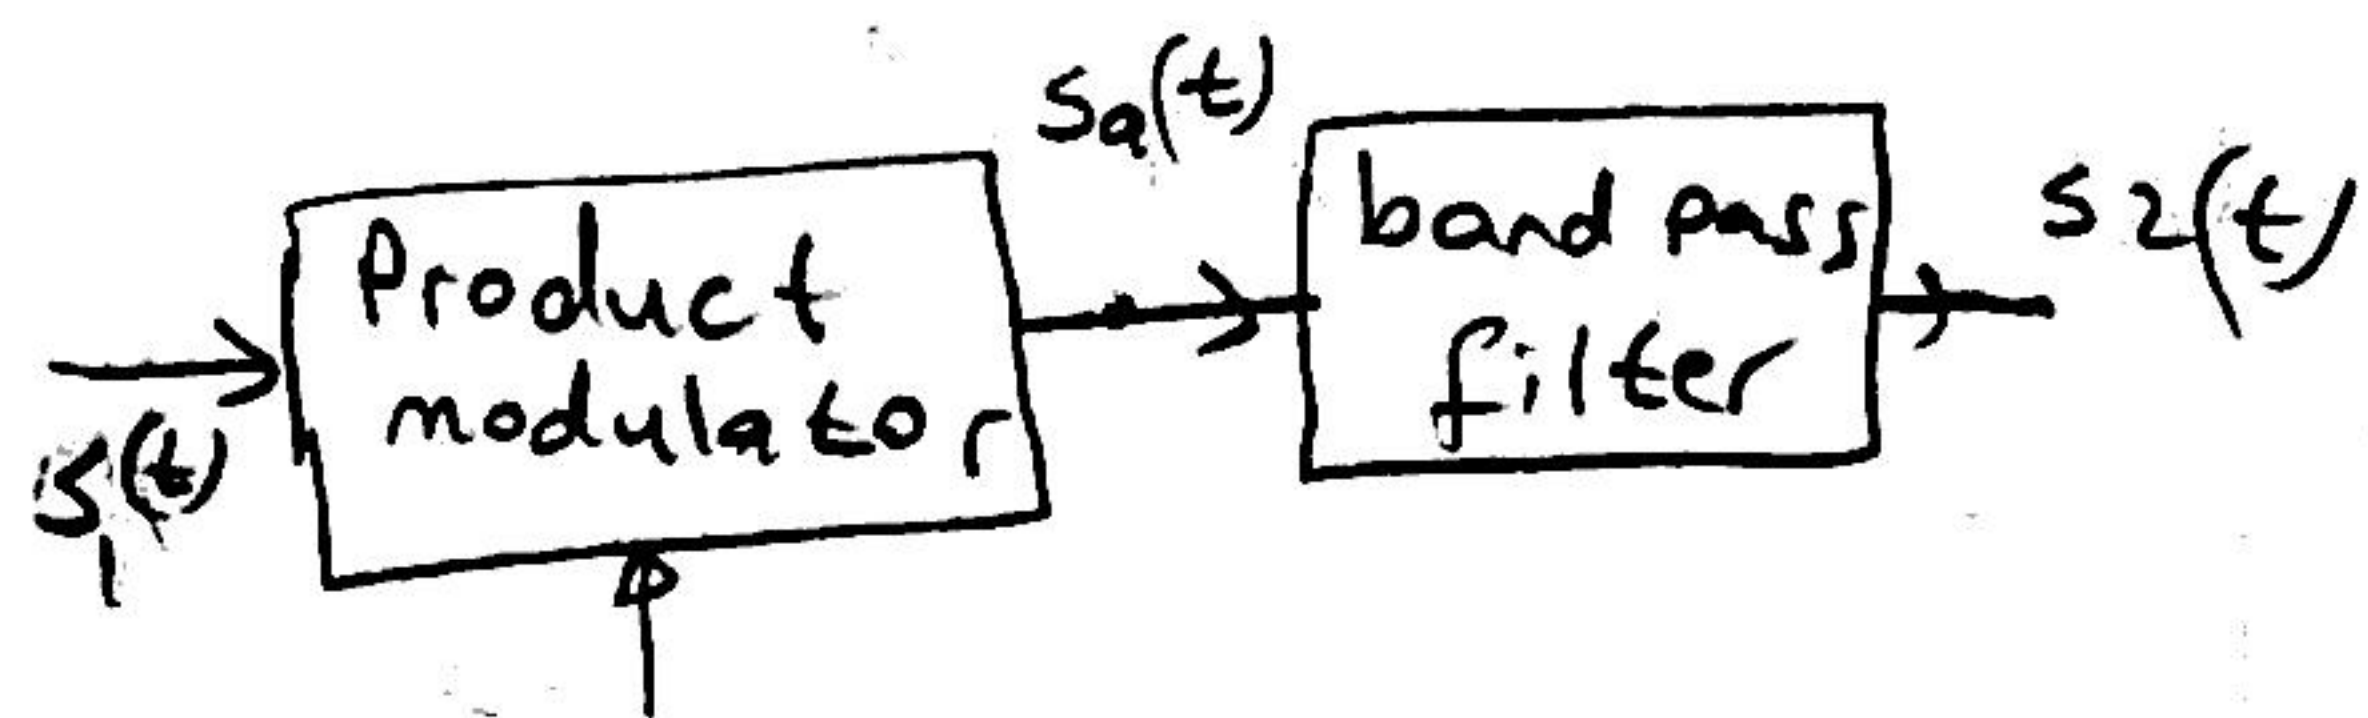 Sa(t)
Product
modulator
band pass
filter
S2(t)
S1(t)